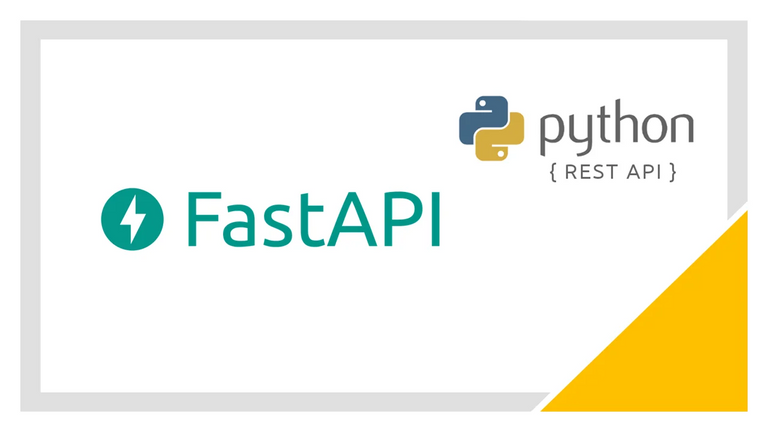 python
{ REST API }
FastAPI